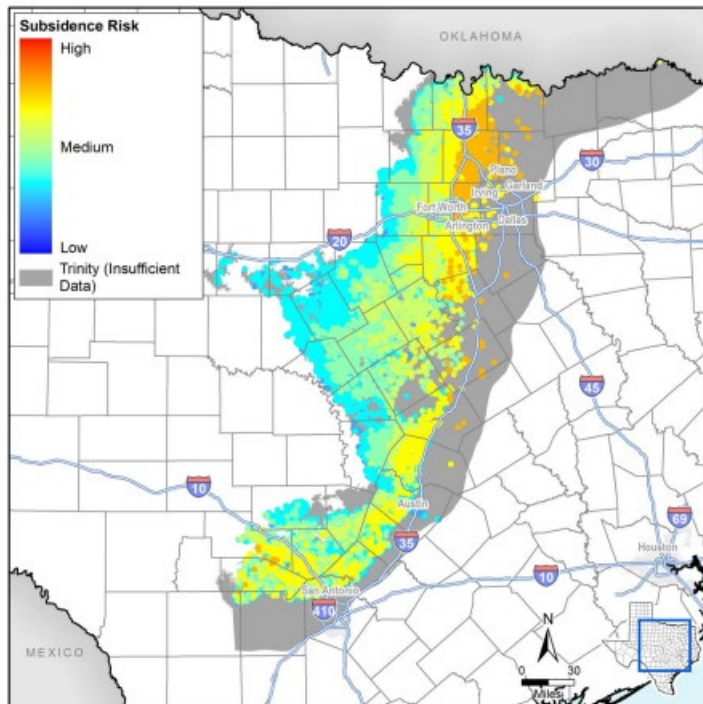 Subsidence Risk
High
Medium
Low
Trinity (Insufficient
Data)
OKLAHOMA
35
30
Plano
Garland
Irving
Fort Worth
Arlington
Dallas
20
45
10
Austin
35
69
Houston
10
San Antonio
410
MEXICO
N
0 30
Miles